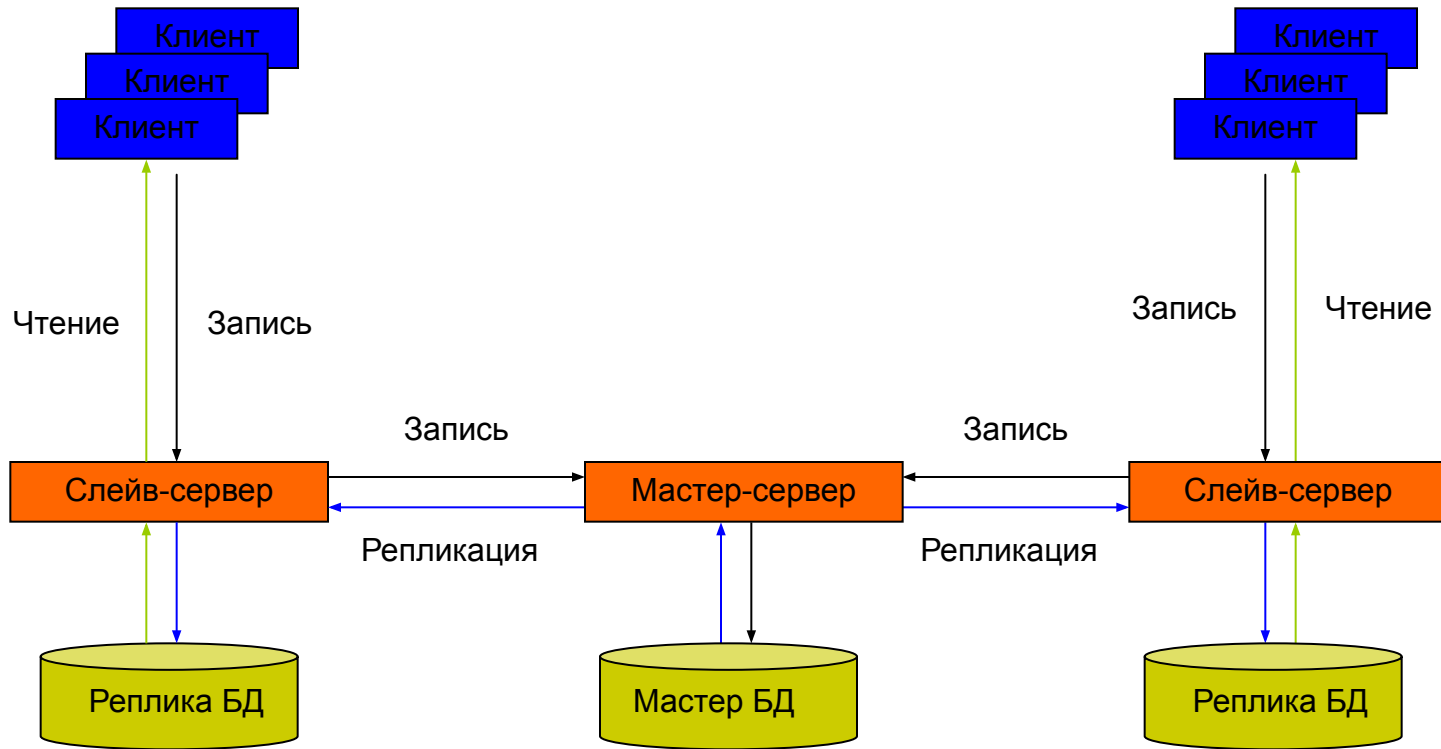 Клиент
Клиент
Клиент
Клиент
Клиент
Клиент
Чтение
Запись
Запись
Чтение
Запись
Запись
Слейв-сервер
Мастер-сервер
Слейв-сервер
Репликация
Репликация
Реплика БД
Мастер БД
Реплика БД